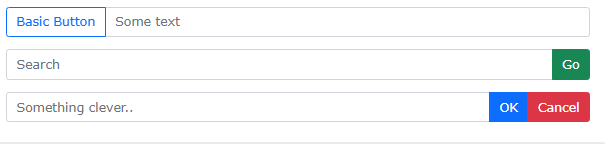 Basic Button Some text
Search Go
Something clever.. OK Cancel